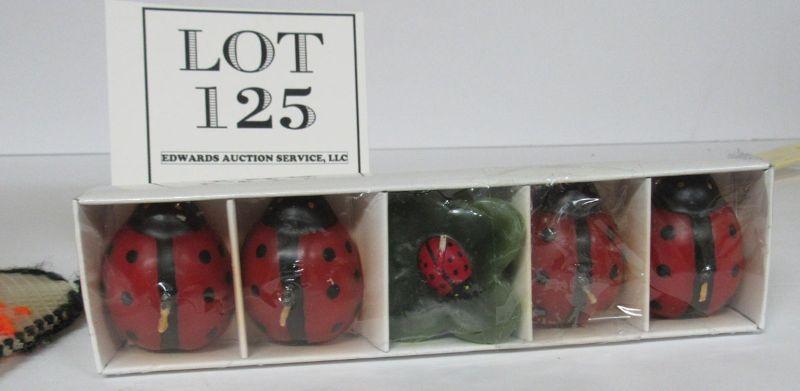 LOT
125
EDWARDS AUCTION SERVICE, LLC